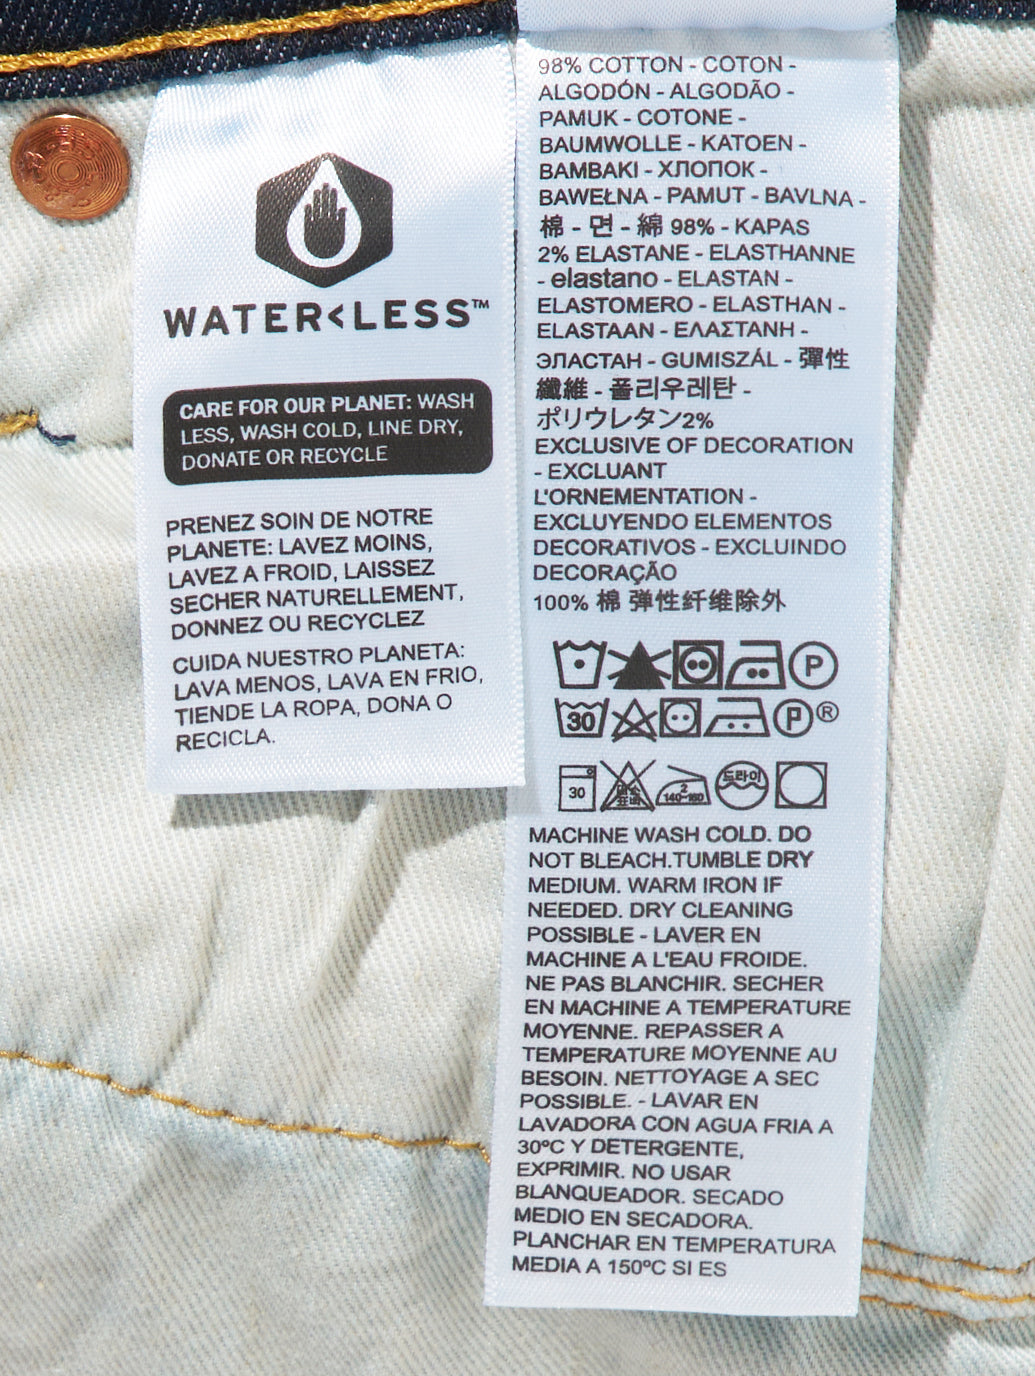 WATER<LESS™
CARE FOR OUR PLANET: WASH
LESS, WASH COLD, LINE DRY,
DONATE OR RECYCLE
PRENEZ SOIN DE NOTRE
PLANETE: LAVEZ MOINS,
LAVEZ A FROID, LAISSEZ
SECHER NATURELLEMENT,
DONNEZ OU RECYCLEZ
CUIDA NUESTRO PLANETA:
LAVA MENOS, LAVA EN FRIO,
TIENDE LA ROPA, DONA O
RECICLA.
98% COTTON - COTON -
ALGODÓN - ALGODÃO -
PAMUK - COTONE -
BAUMWOLLE - KATOEN -
BAMBAKI - ХЛОПОК -
BAWEŁNA - PAMUT - BAVLNA -
棉 - 면 - 綿 98% - KAPAS
2% ELASTANE - ELASTHANNE
- elastano - ELASTAN -
ELASTOMERO - ELASTHAN -
ELASTAAN - ΕΛΑΣΤΑΝΗ -
ЭЛАСТАН - GUMISZÁL - 彈性
纖維 - 폴리우레탄 -
ポリウレタン2%
EXCLUSIVE OF DECORATION
- EXCLUANT
L'ORNEMENTATION -
EXCLUYENDO ELEMENTOS
DECORATIVOS - EXCLUINDO
DECORAÇÃO
100% 棉 弹性纤维除外
P
30 P ®
30 2 140~160 드라이
MACHINE WASH COLD. DO
NOT BLEACH.TUMBLE DRY
MEDIUM. WARM IRON IF
NEEDED. DRY CLEANING
POSSIBLE - LAVER EN
MACHINE A L'EAU FROIDE.
NE PAS BLANCHIR. SECHER
EN MACHINE A TEMPERATURE
MOYENNE. REPASSER A
TEMPERATURE MOYENNE AU
BESOIN. NETTOYAGE A SEC
POSSIBLE. - LAVAR EN
LAVADORA CON AGUA FRIA A
30ºC Y DETERGENTE,
EXPRIMIR. NO USAR
BLANQUEADOR. SECADO
MEDIO EN SECADORA.
PLANCHAR EN TEMPERATURA
MEDIA A 150ºC SI ES